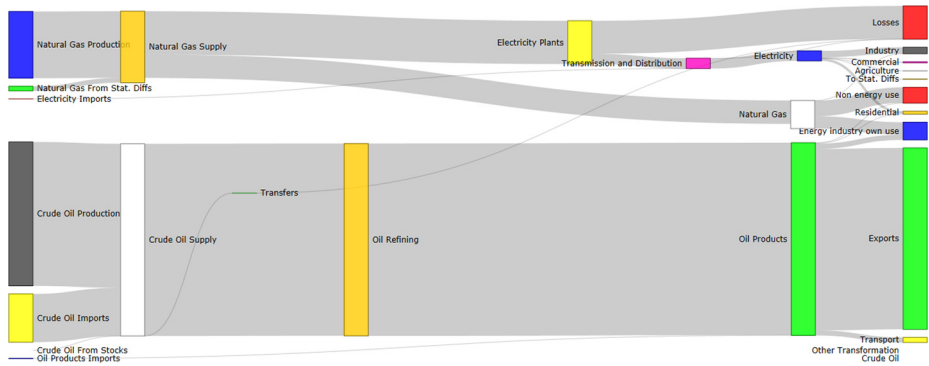 Natural Gas Production
Natural Gas Supply
Natural Gas From Stat. Diffs
Electricity Imports
Electricity Plants
Transmission and Distribution
Electricity
Losses
Industry
Commercial
Agriculture
To Stat. Diffs
Non energy use
Residential
Natural Gas
Energy industry own use
Crude Oil Production
Crude Oil Supply
Transfers
Oil Refining
Oil Products
Exports
Crude Oil Imports
Crude Oil From Stocks
Oil Products Imports
Transport
Other Transformation
Crude Oil